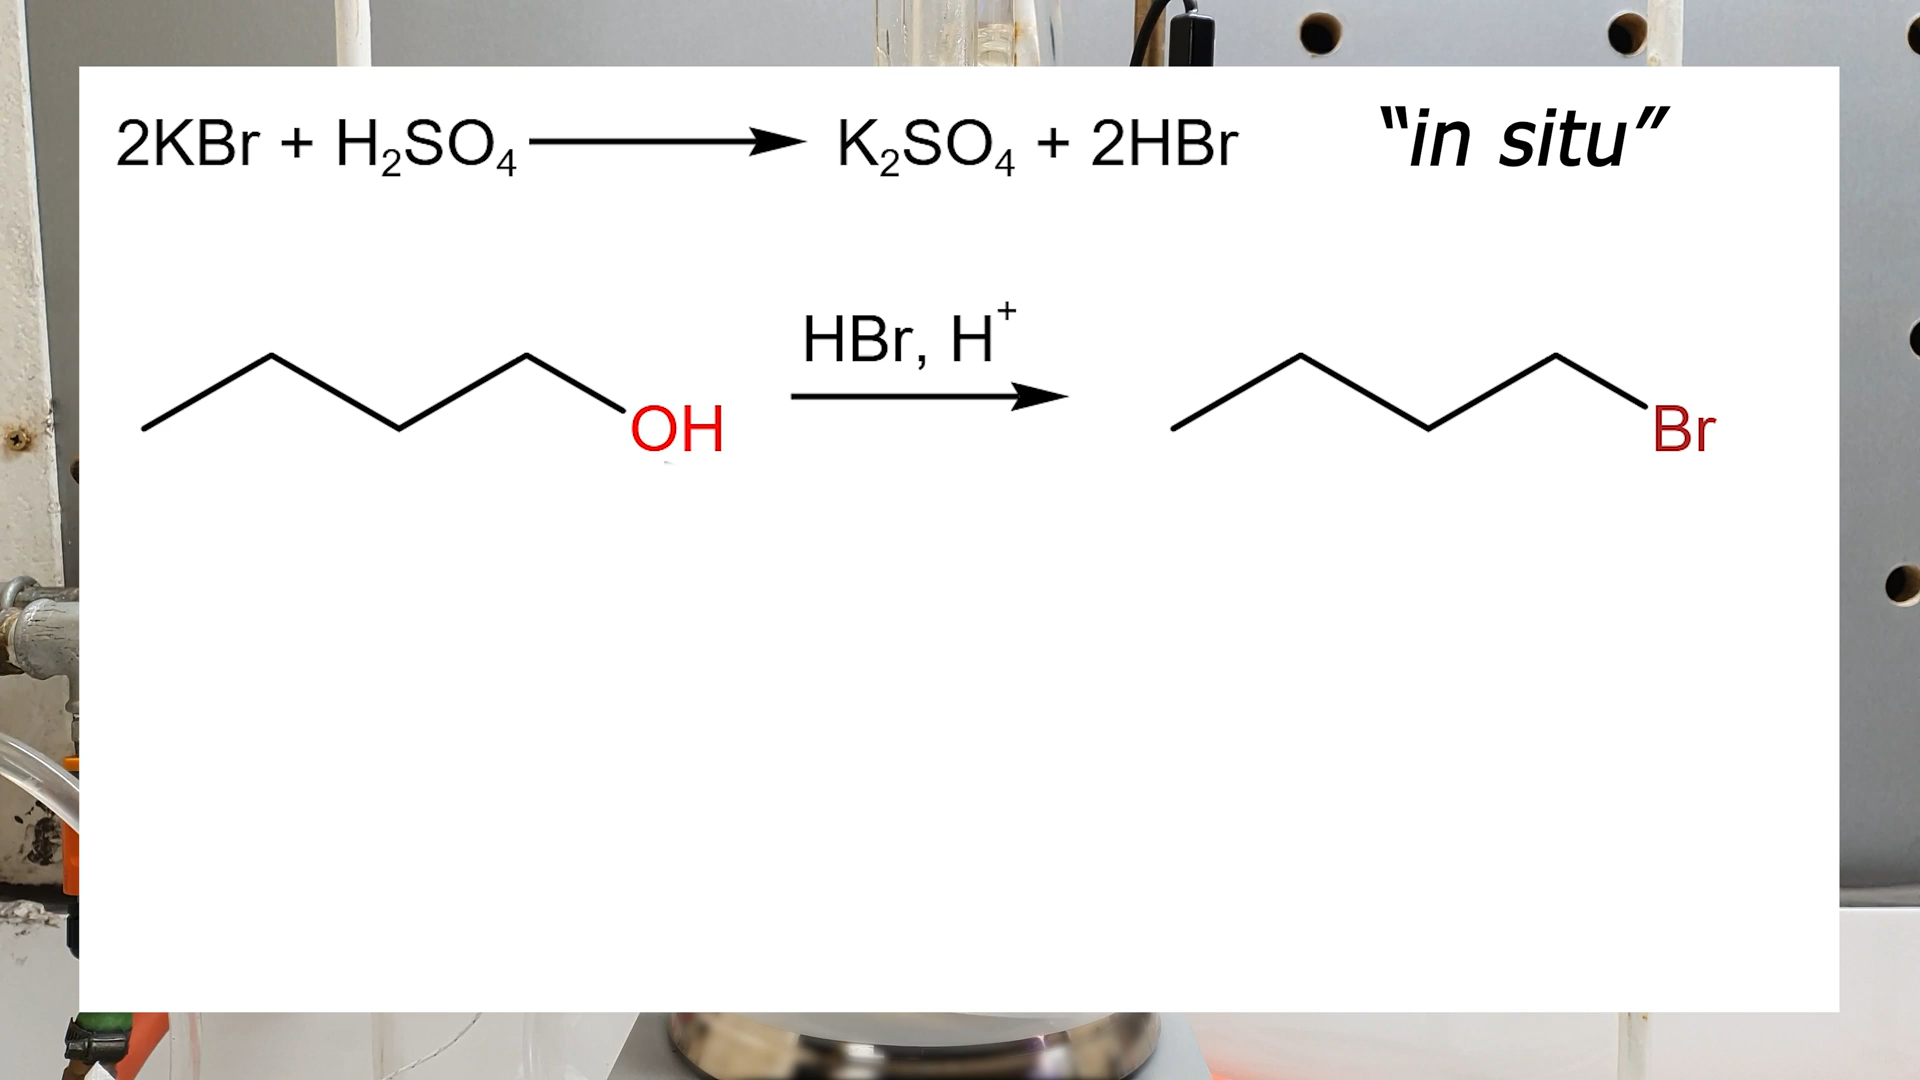 2KBr + H₂SO₄ ⟶ K₂SO₄ + 2HBr "in situ"
HBr, H⁺
OH
Br